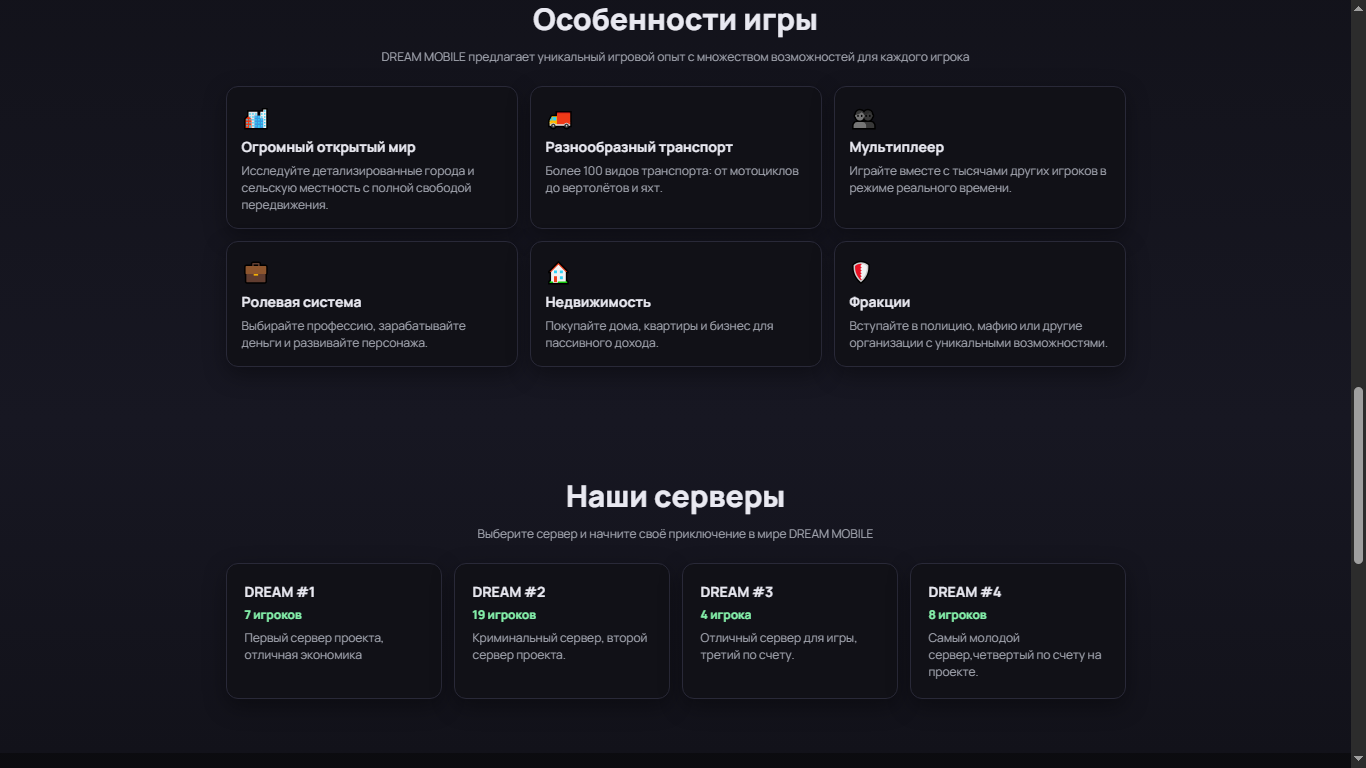 Особенности игры
DREAM MOBILE предлагает уникальный игровой опыт с множеством возможностей для каждого игрока
Огромный открытый мир
Исследуйте детализированные города и
сельскую местность с полной свободой
передвижения.
Разнообразный транспорт
Более 100 видов транспорта: от мотоциклов
до вертолётов и яхт.
Мультиплеер
Играйте вместе с тысячами других игроков в
режиме реального времени.
Ролевая система
Выбирайте профессию, зарабатывайте
деньги и развивайте персонажа.
Недвижимость
Покупайте дома, квартиры и бизнес для
пассивного дохода.
Фракции
Вступайте в полицию, мафию или другие
организации с уникальными возможностями.
Наши серверы
Выберите сервер и начните своё приключение в мире DREAM MOBILE
DREAM #1
7 игроков
Первый сервер проекта,
отличная экономика
DREAM #2
19 игроков
Криминальный сервер, второй
сервер проекта.
DREAM #3
4 игрока
Отличный сервер для игры,
третий по счету.
DREAM #4
8 игроков
Самый молодой
сервер,четвертый по счету на
проекте.